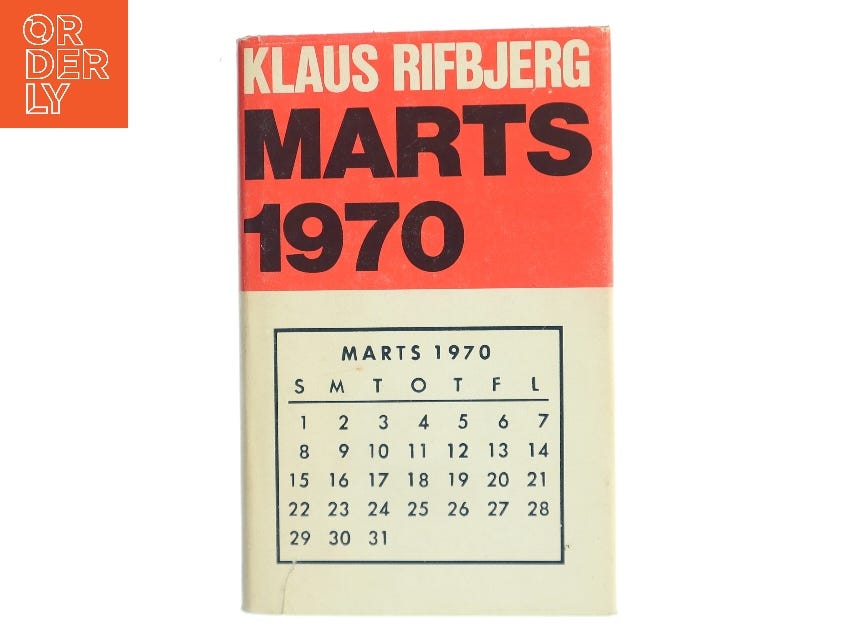 OR
DER
LY
KLAUS RIFBJERG
MARTS
1970
MARTS 1970
S M T O T F L
1 2 3 4 5 6 7
8 9 10 11 12 13 14
15 16 17 18 19 20 21
22 23 24 25 26 27 28
29 30 31